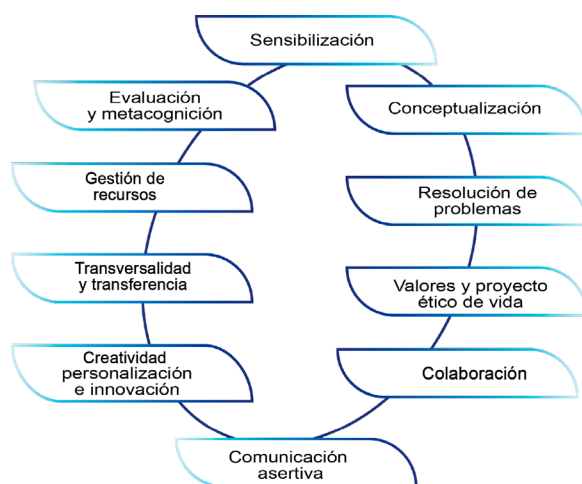 Sensibilización
Evaluación
y metacognición
Conceptualización
Gestión de
recursos
Resolución de
problemas
Transversalidad
y transferencia
Valores y proyecto
ético de vida
Creatividad
personalización
e innovación
Colaboración
Comunicación
asertiva